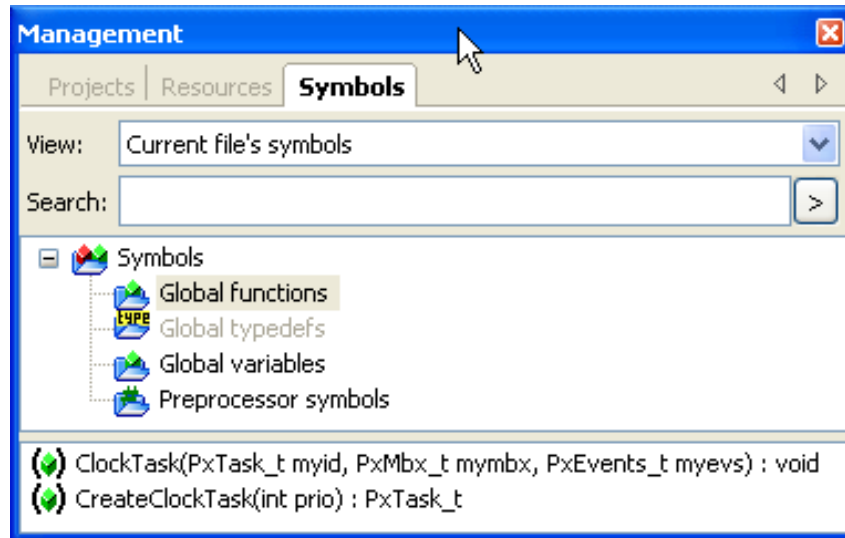 Management
Projects Resources Symbols
View: Current file's symbols
Search: >
Symbols
Global functions
type Global typedefs
Global variables
Preprocessor symbols
ClockTask(PxTask_t myid, PxMbx_t mymbx, PxEvents_t myevs) : void
CreateClockTask(int prio) : PxTask_t